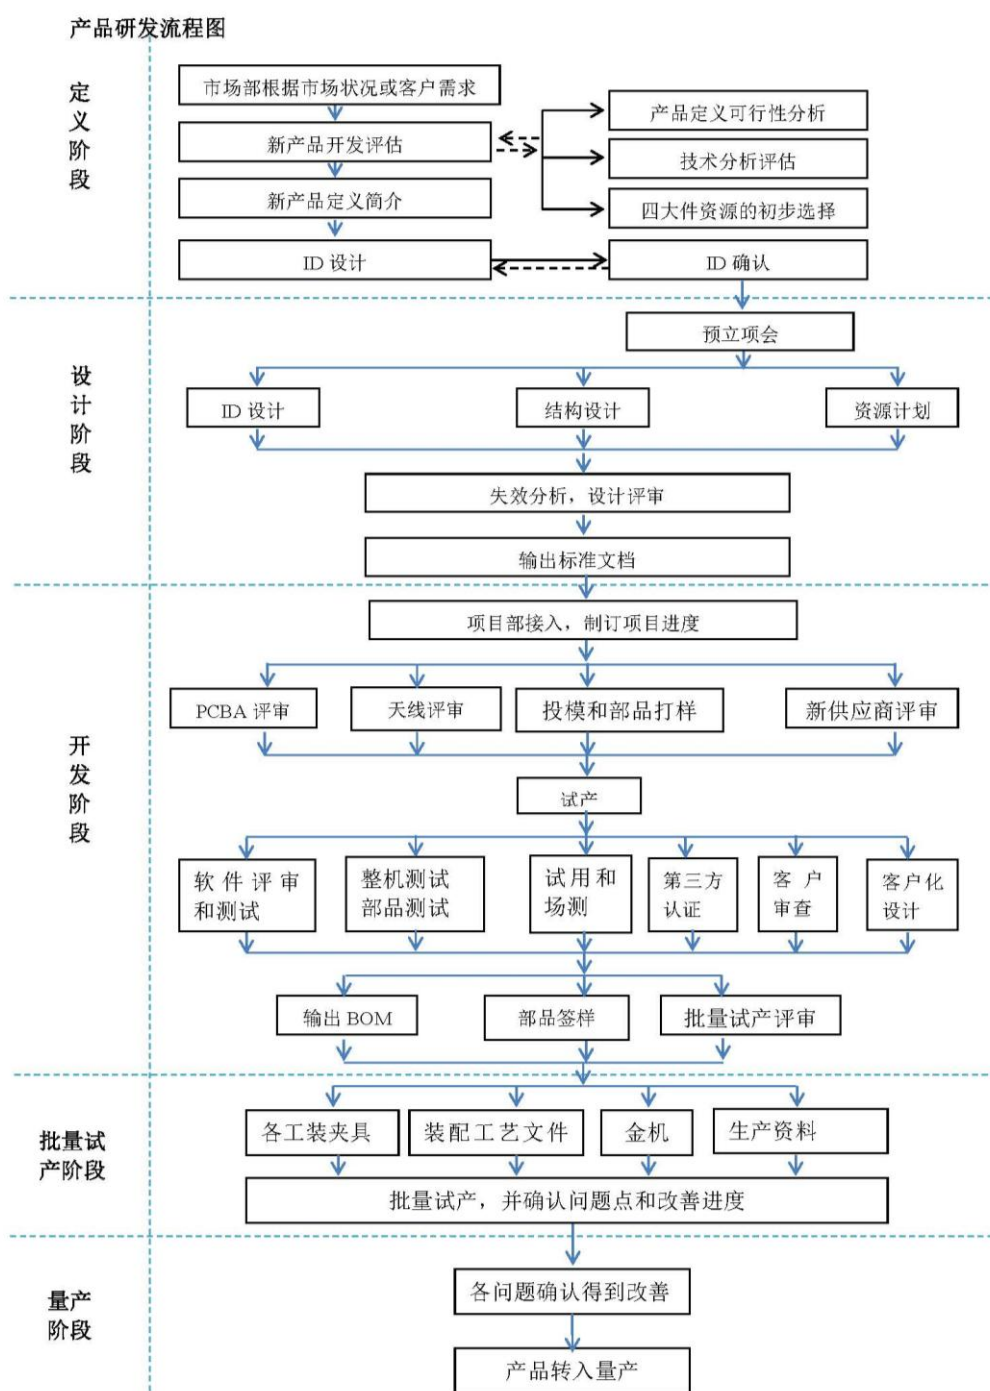 产品研发流程图
定
义
阶
段
市场部根据市场状况或客户需求
新产品开发评估
新产品定义简介
ID 设计
产品定义可行性分析
技术分析评估
四大件资源的初步选择
ID 确认
设
计
阶
段
预立项会
ID 设计
结构设计
资源计划
失效分析，设计评审
输出标准文档
开
发
阶
段
项目部接入，制订项目进度
PCBA 评审
天线评审
投模和部品打样
新供应商评审
试产
软件评审
和测试
整机测试
部品测试
试用和
场测
第三方
认证
客户
审查
客户化
设计
输出 BOM
部品签样
批量试产评审
批量试
产阶段
各工装夹具
装配工艺文件
金机
生产资料
批量试产，并确认问题点和改善进度
量产
阶段
各问题确认得到改善
产品转入量产